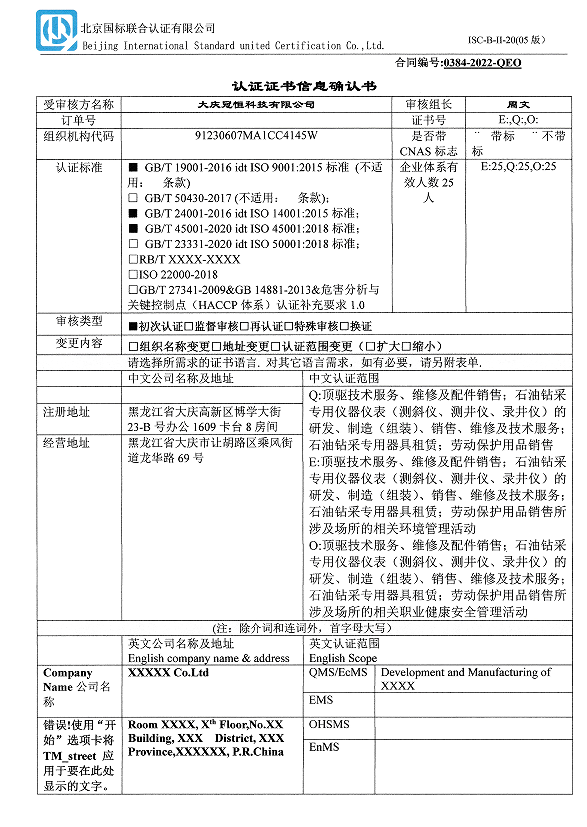 北京国标联合认证有限公司
Beijing International Standard united Certification Co.,Ltd.
ISC-B-II-20(05 版）
合同编号:0384-2022-QEO
认证证书信息确认书
受审核方名称 大庆冠恒科技有限公司 审核组长 周文
订单号 证书号 E:,Q:,O:
组织机构代码 91230607MA1CC4145W 是否带 ¨ 带标 ¨ 不带
CNAS 标志 标
认证标准 ■ GB/T 19001-2016 idt ISO 9001:2015 标准 (不适 企业体系有 E:25,Q:25,O:25
用： 条款) 效人数 25
□ GB/T 50430-2017 (不适用： 条款); 人
■ GB/T 24001-2016 idt ISO 14001:2015 标准；
■ GB/T 45001-2020 idt ISO 45001:2018 标准；
□ GB/T 23331-2020 idt ISO 50001:2018 标准；
□RB/T XXXX-XXXX
□ISO 22000-2018
□GB/T 27341-2009&GB 14881-2013&危害分析与
关键控制点（HACCP 体系）认证补充要求 1.0
审核类型 ■初次认证□监督审核□再认证□特殊审核□换证
变更内容 □组织名称变更□地址变更□认证范围变更（□扩大□缩小）
请选择所需求的证书语言. 对其它语言需求，如有必要，请另附表单.
中文公司名称及地址 中文认证范围
Q:顶驱技术服务、维修及配件销售；石油钻采
注册地址 黑龙江省大庆高新区博学大街 专用仪器仪表（测斜仪、测井仪、录井仪）的
23-B 号办公 1609 卡台 8 房间 研发、制造（组装）、销售、维修及技术服务；
经营地址 黑龙江省大庆市让胡路区乘风街 石油钻采专用器具租赁；劳动保护用品销售
道龙华路 69 号 E:顶驱技术服务、维修及配件销售；石油钻采
专用仪器仪表（测斜仪、测井仪、录井仪）的
研发、制造（组装）、销售、维修及技术服务；
石油钻采专用器具租赁；劳动保护用品销售所
涉及场所的相关环境管理活动
O:顶驱技术服务、维修及配件销售；石油钻采
专用仪器仪表（测斜仪、测井仪、录井仪）的
研发、制造（组装）、销售、维修及技术服务；
石油钻采专用器具租赁；劳动保护用品销售所
涉及场所的相关职业健康安全管理活动
(注：除介词和连词外，首字母大写）
英文公司名称及地址 英文认证范围
English company name & address English Scope
Company XXXXX Co.Ltd QMS/EcMS Development and Manufacturing of
Name 公司名 XXXX
称 EMS
错误!使用“开 Room XXXX, Xth Floor,No.XX OHSMS
始”选项卡将 Building, XXX District, XXX EnMS
TM_street 应 Province,XXXXXX, P.R.China
用于要在此处
显示的文字。